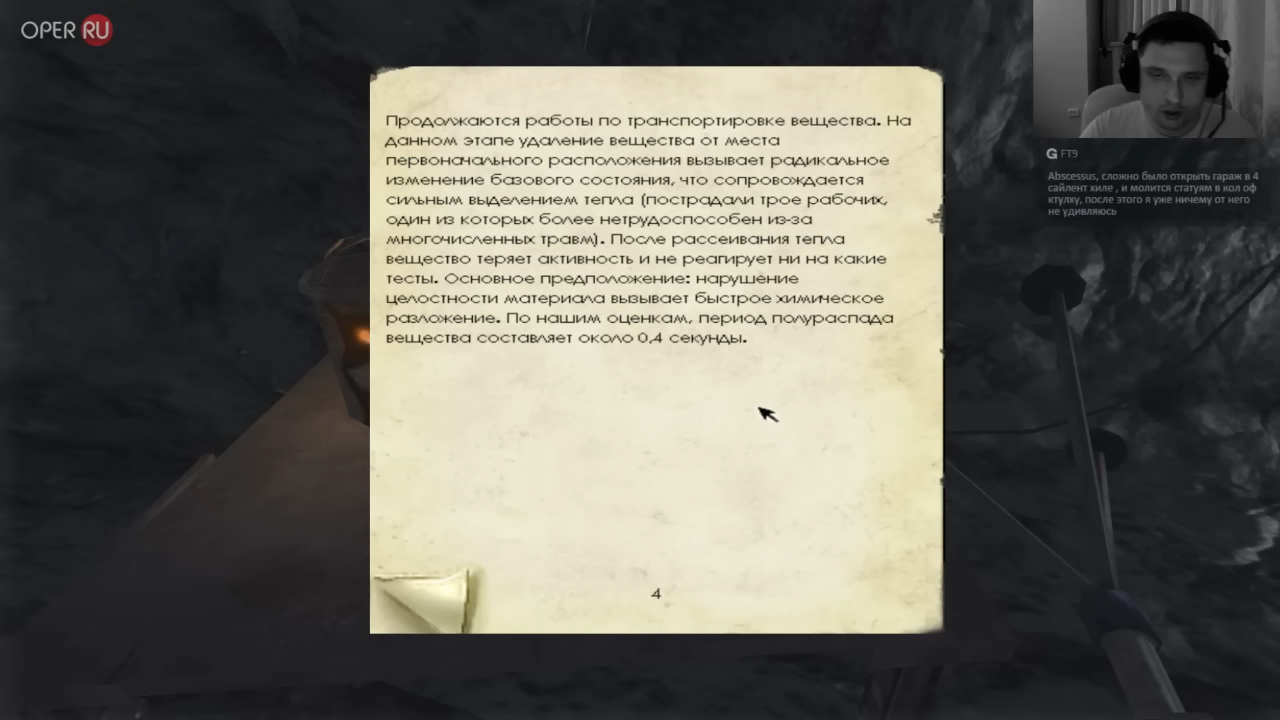 OPER RU
Продолжаются работы по транспортировке вещества. На
данном этапе удаление вещества от места
первоначального расположения вызывает радикальное
изменение базового состояния, что сопровождается
сильным выделением тепла (пострадали трое рабочих,
один из которых более нетрудоспособен из-за
многочисленных травм). После рассеивания тепла
вещество теряет активность и не реагирует ни на какие
тесты. Основное предположение: нарушение
целостности материала вызывает быстрое химическое
разложение. По нашим оценкам, период полураспада
вещества составляет около 0,4 секунды.
4
G FT9
Abscessus, сложно было открыть гараж в 4
сайлент хиле , и молится статуям в кол оф
ктулху, после этого я уже ничему от него
не удивляюсь